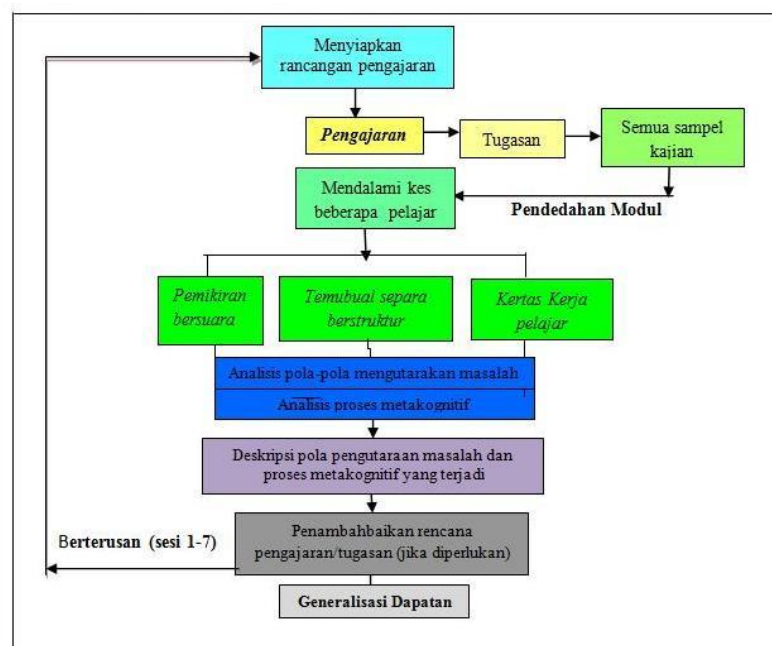 Menyiapkan
rancangan pengajaran
Pengajaran
Tugasan
Semua sampel
kajian
Mendalami kes
beberapa pelajar
Pendedahan Modul
Pemikiran
bersuara
Temubual separa
berstruktur
Kertas Kerja
pelajar
Analisis pola-pola mengutarakan masalah
Analisis proses metakognitif
Deskripsi pola pengutaraan masalah dan
proses metakognitif yang terjadi
Berterusan (sesi 1-7)
Penambahbaikan rencana
pengajaran/tugasan (jika diperlukan)
Generalisasi Dapatan